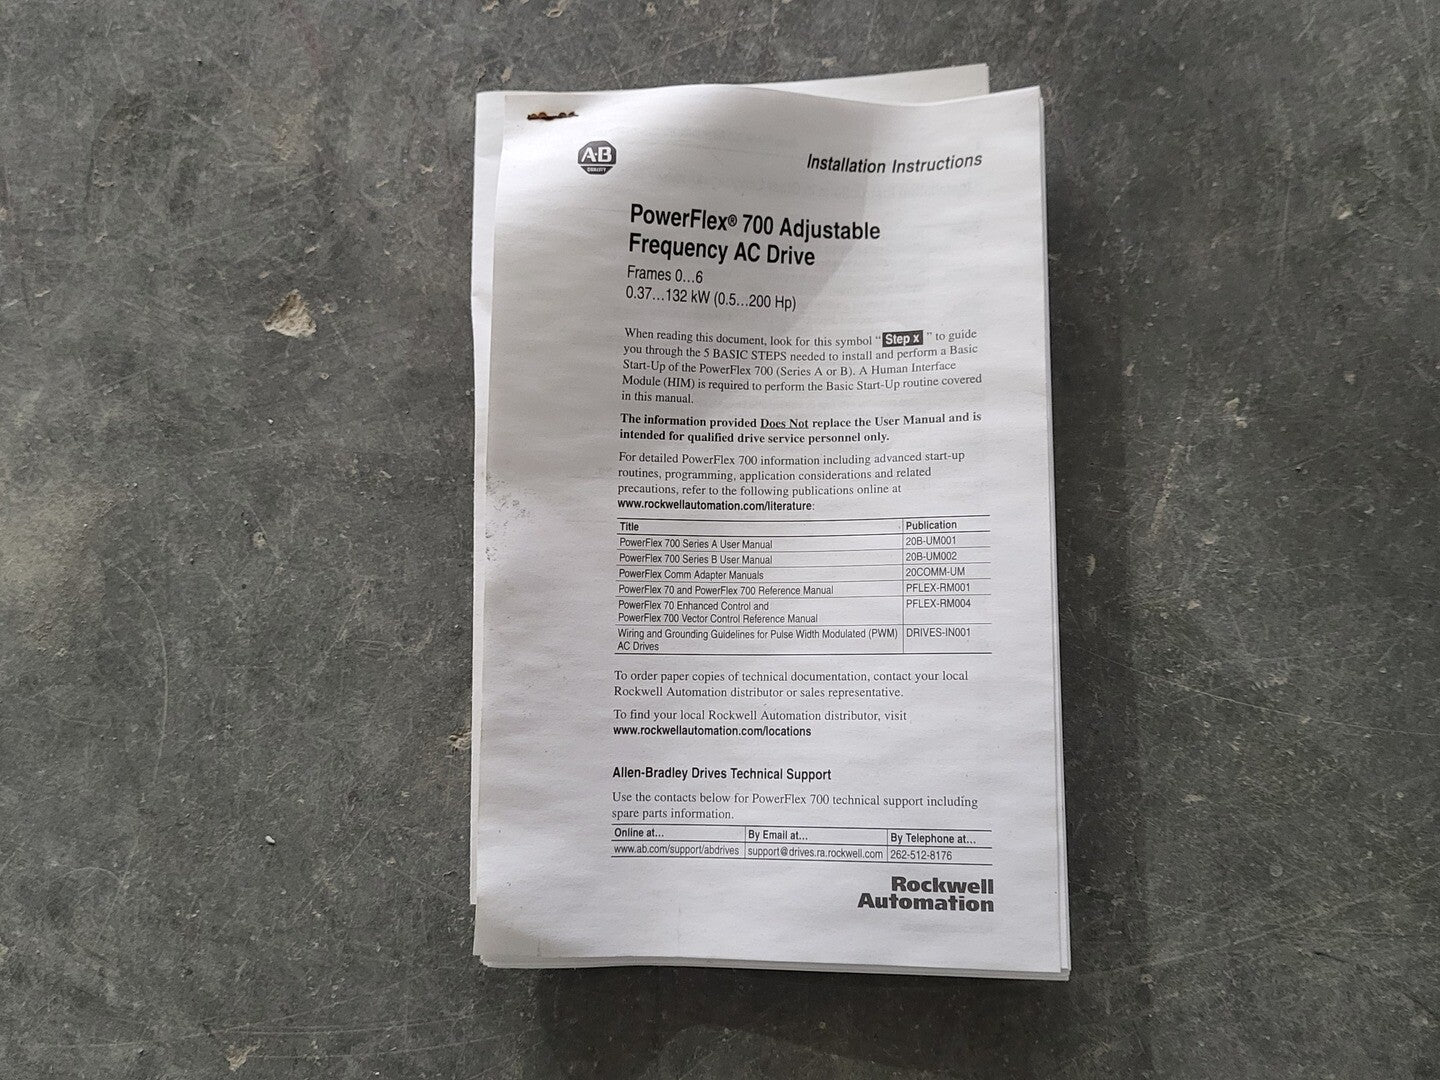 A-B
QUALITY
Installation Instructions
PowerFlex® 700 Adjustable
Frequency AC Drive
Frames 0...6
0.37...132 kW (0.5...200 Hp)
When reading this document, look for this symbol “ Step x ” to guide
you through the 5 BASIC STEPS needed to install and perform a Basic
Start-Up of the PowerFlex 700 (Series A or B). A Human Interface
Module (HIM) is required to perform the Basic Start-Up routine covered
in this manual.
The information provided Does Not replace the User Manual and is
intended for qualified drive service personnel only.
For detailed PowerFlex 700 information including advanced start-up
routines, programming, application considerations and related
precautions, refer to the following publications online at
www.rockwellautomation.com/literature:
Title Publication
PowerFlex 700 Series A User Manual 20B-UM001
PowerFlex 700 Series B User Manual 20B-UM002
PowerFlex Comm Adapter Manuals 20COMM-UM
PowerFlex 70 and PowerFlex 700 Reference Manual PFLEX-RM001
PowerFlex 70 Enhanced Control and PFLEX-RM004
PowerFlex 700 Vector Control Reference Manual
Wiring and Grounding Guidelines for Pulse Width Modulated (PWM) DRIVES-IN001
AC Drives
To order paper copies of technical documentation, contact your local
Rockwell Automation distributor or sales representative.
To find your local Rockwell Automation distributor, visit
www.rockwellautomation.com/locations
Allen-Bradley Drives Technical Support
Use the contacts below for PowerFlex 700 technical support including
spare parts information.
Online at... By Email at... By Telephone at...
www.ab.com/support/abdrives support@drives.ra.rockwell.com 262-512-8176
Rockwell
Automation